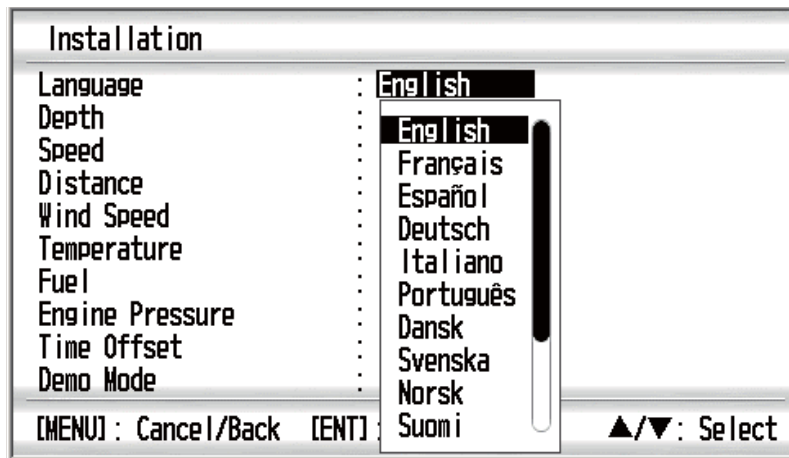 Installation
Language : English
Depth :
Speed :
Distance :
Wind Speed :
Temperature :
Fuel :
Engine Pressure :
Time Offset :
Demo Mode :
English
Français
Español
Deutsch
Italiano
Português
Dansk
Svenska
Norsk
Suomi
[MENU]: Cancel/Back [ENT]: ▲/▼: Select